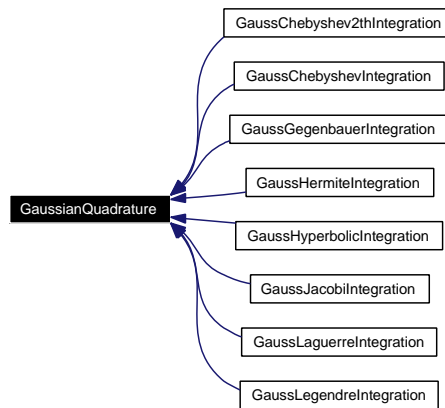 GaussChebyshev2thIntegration
GaussChebyshevIntegration
GaussGegenbauerIntegration
GaussHermiteIntegration
GaussianQuadrature
GaussHyperbolicIntegration
GaussJacobiIntegration
GaussLaguerreIntegration
GaussLegendreIntegration